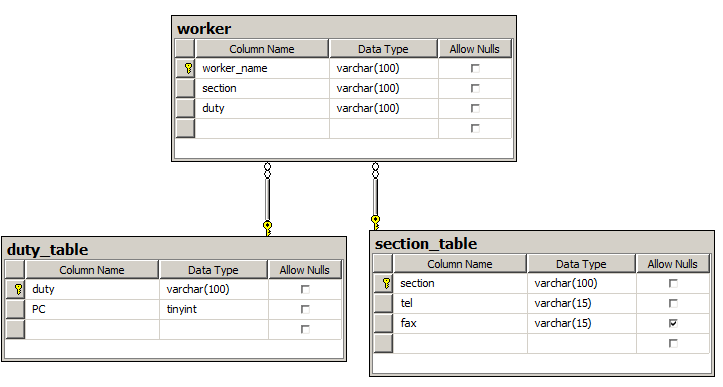 worker
Column Name Data Type Allow Nulls
worker_name varchar(100)
section varchar(100)
duty varchar(100)
duty_table
Column Name Data Type Allow Nulls
duty varchar(100)
PC tinyint
section_table
Column Name Data Type Allow Nulls
section varchar(100)
tel varchar(15)
fax varchar(15)